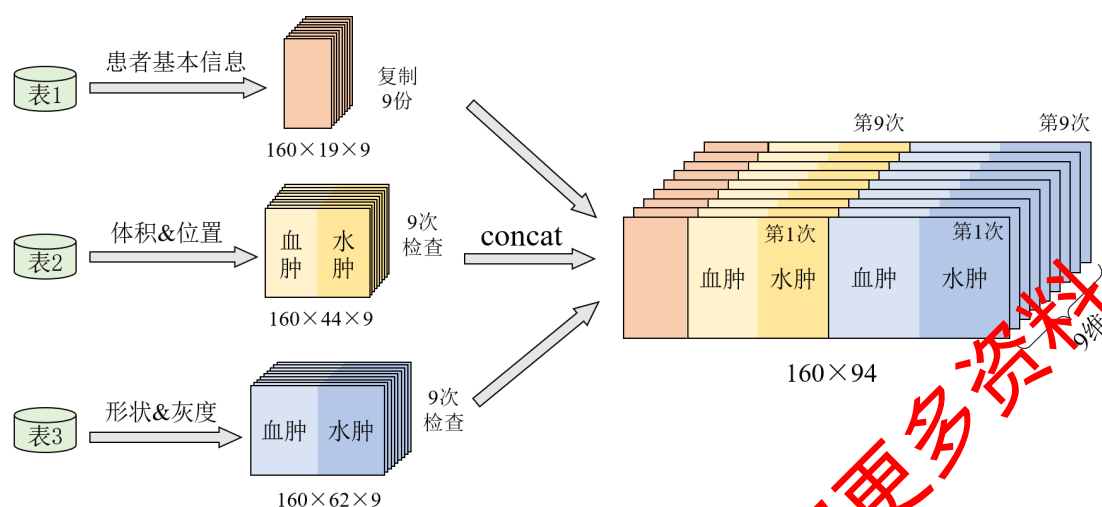 表1
患者基本信息
复制
9份
160×19×9
表2
体积&位置
血
肿
水
肿
9次
检查
160×44×9
表3
形状&灰度
血肿
水肿
9次
检查
160×62×9
concat
第9次
第9次
第1次
第1次
血肿
水肿
血肿
水肿
9维
160×94
更多资料